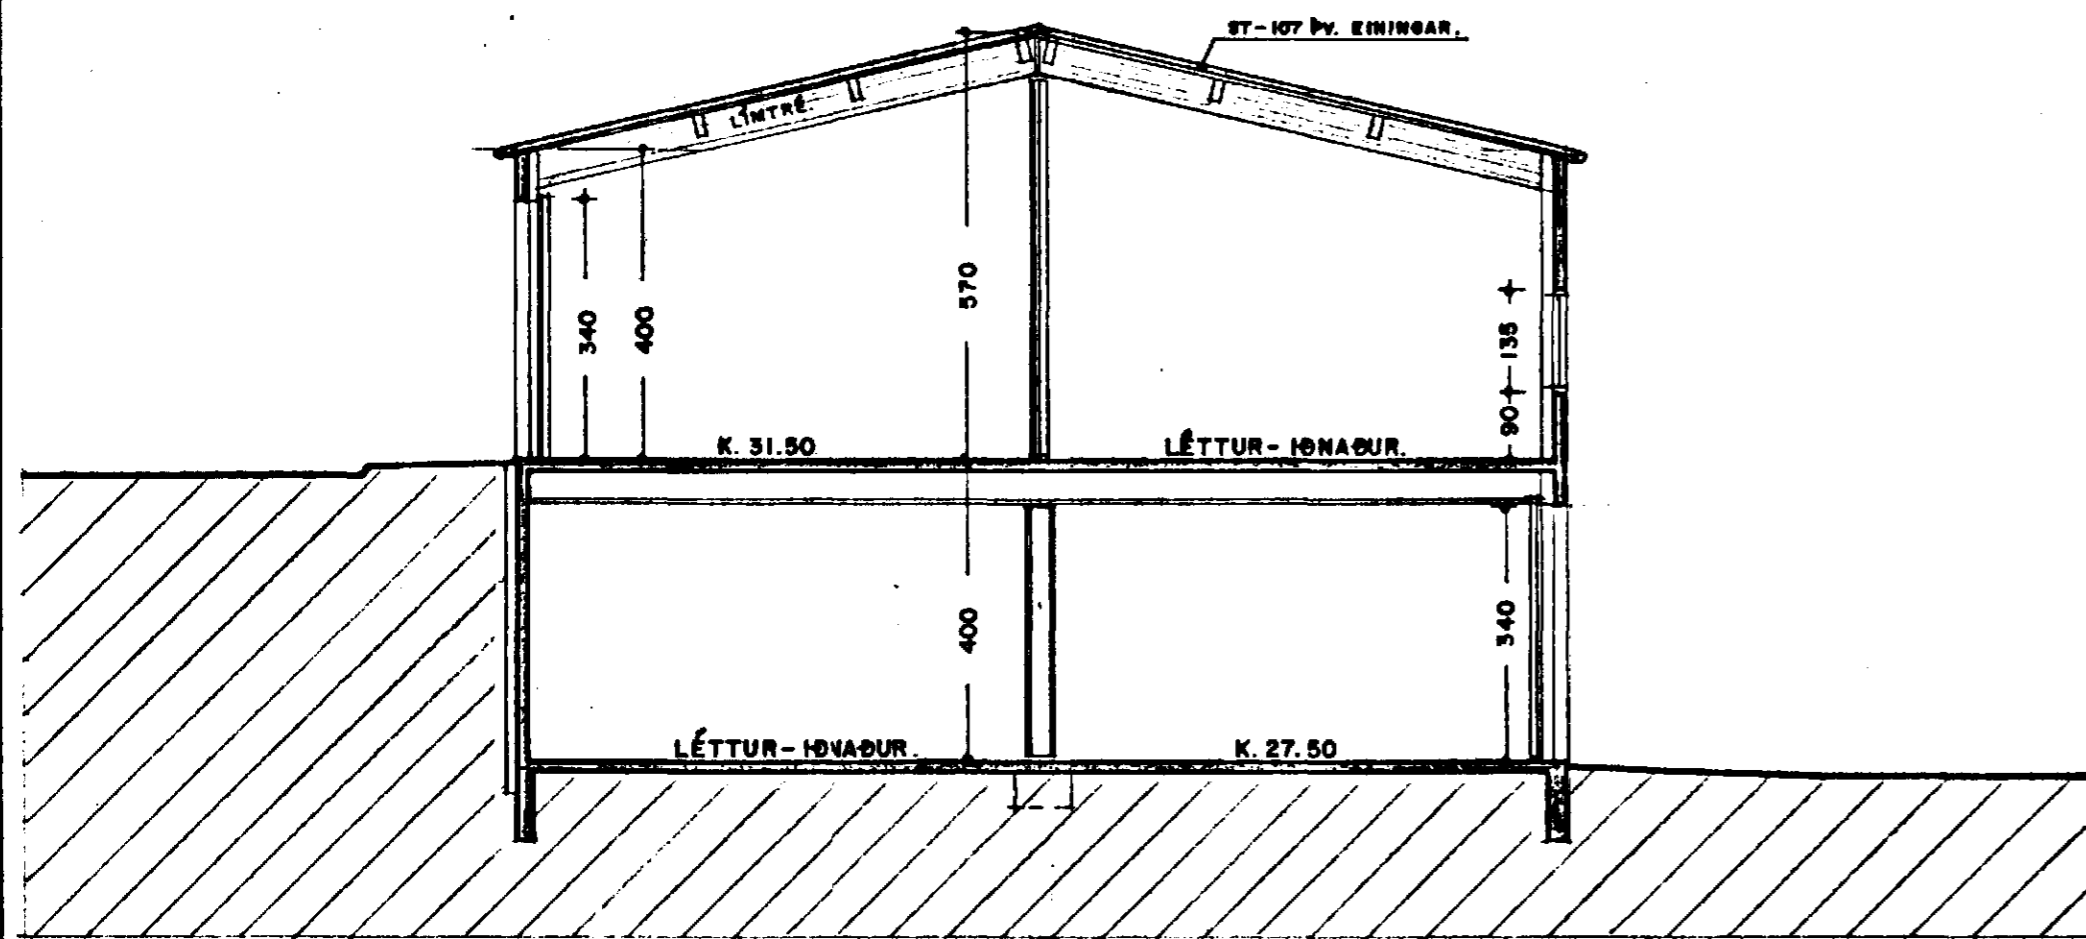 ST-107 ÞV. EININGAR.
LÍMTRÉ.
570
340
400
135
90
K. 31.50
LÉTTUR-IÐNAÐUR.
400
340
LÉTTUR-IÐNAÐUR.
K. 27.50